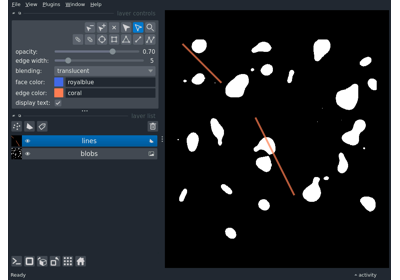 File View Plugins Window Help
layer controls
opacity: 0.70
edge width: 5
blending: translucent
face color: royalblue
edge color: coral
display text:
layer list
lines
blobs
Ready
activity